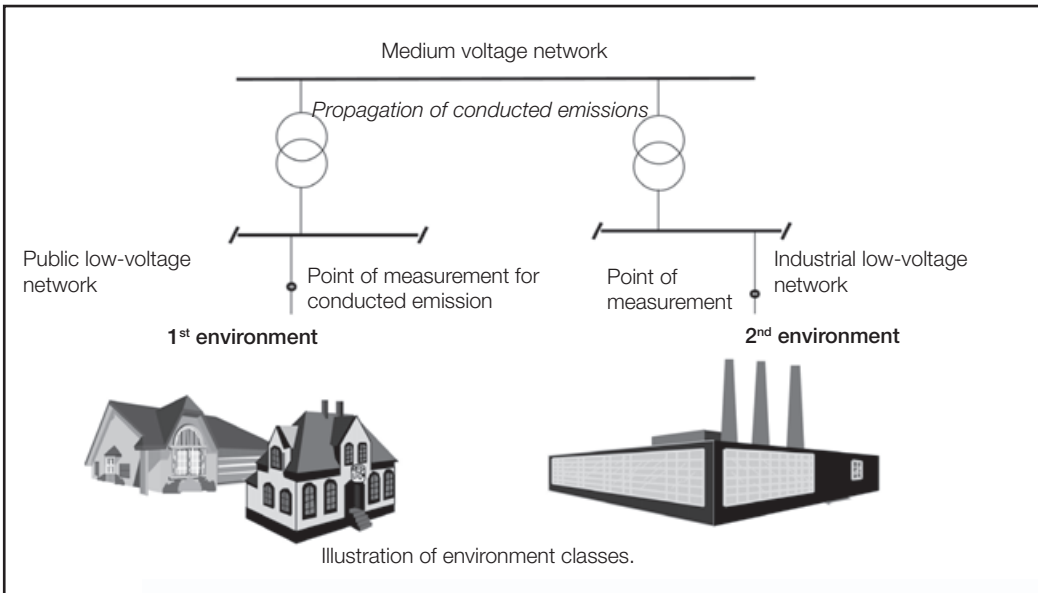 Medium voltage network
Propagation of conducted emissions
Public low-voltage
network
Point of measurement for
conducted emission
Point of
measurement
Industrial low-voltage
network
1st environment
2nd environment
Illustration of environment classes.